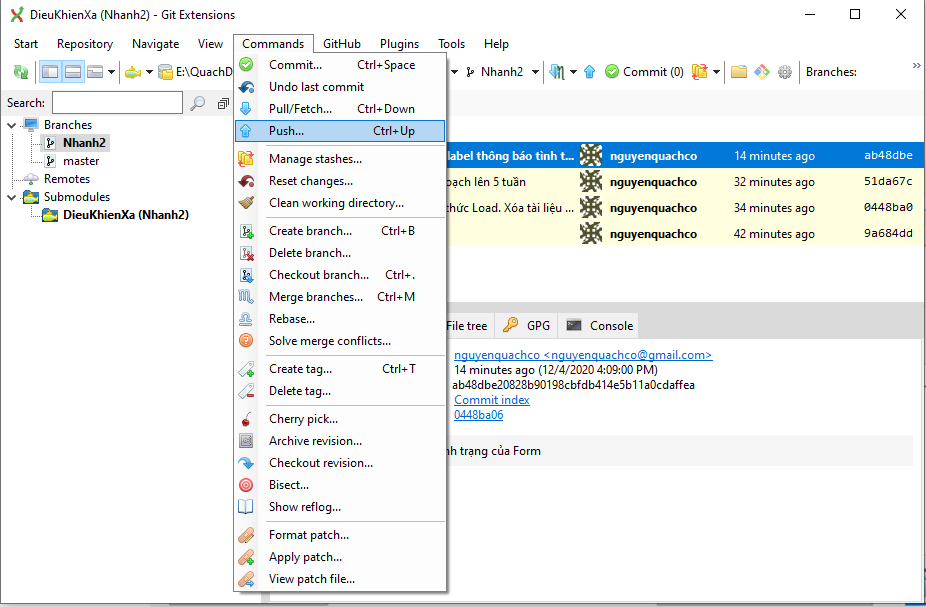 DieuKhienXa (Nhanh2) - Git Extensions
Start Repository Navigate View Commands GitHub Plugins Tools Help
E:\QuachD Nhanh2 Commit (0) Branches: »
Search:
Branches
Nhanh2
master
Remotes
Submodules
DieuKhienXa (Nhanh2)
Commit... Ctrl+Space
Undo last commit
Pull/Fetch... Ctrl+Down
Push... Ctrl+Up
Manage stashes...
Reset changes...
Clean working directory...
Create branch... Ctrl+B
Delete branch...
Checkout branch... Ctrl+.
Merge branches... Ctrl+M
Rebase...
Solve merge conflicts...
Create tag... Ctrl+T
Delete tag...
Cherry pick...
Archive revision...
Checkout revision...
Bisect...
Show reflog...
Format patch...
Apply patch...
View patch file...
label thông báo tình t... nguyenquachco 14 minutes ago ab48dbe
oạch lên 5 tuần nguyenquachco 32 minutes ago 51da67c
thức Load. Xóa tài liệu ... nguyenquachco 34 minutes ago 0448ba0
nguyenquachco 42 minutes ago 9a684dd
File tree GPG Console
nguyenquachco <nguyenquachco@gmail.com>
14 minutes ago (12/4/2020 4:09:00 PM)
ab48dbe20828b90198cbfdb414e5b11a0cdaffea
Commit index
0448ba06
nh trạng của Form